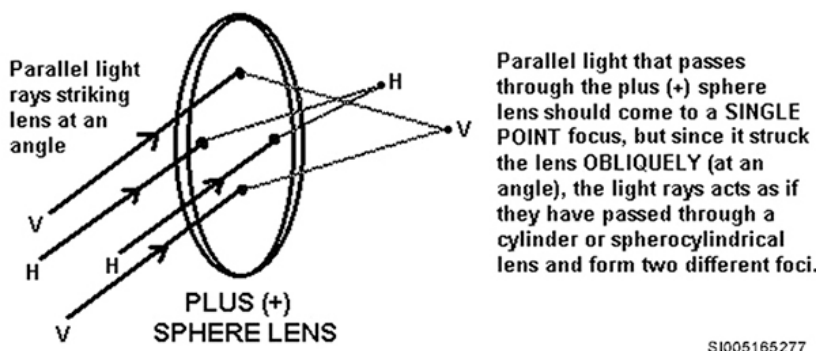 Parallel light
rays striking
lens at an
angle
V
H
H
V
H
V
PLUS (+)
SPHERE LENS
Parallel light that passes
through the plus (+) sphere
lens should come to a SINGLE
POINT focus, but since it struck
the lens OBLIQUELY (at an
angle), the light rays acts as if
they have passed through a
cylinder or spherocylindrical
lens and form two different foci.
SI005165277